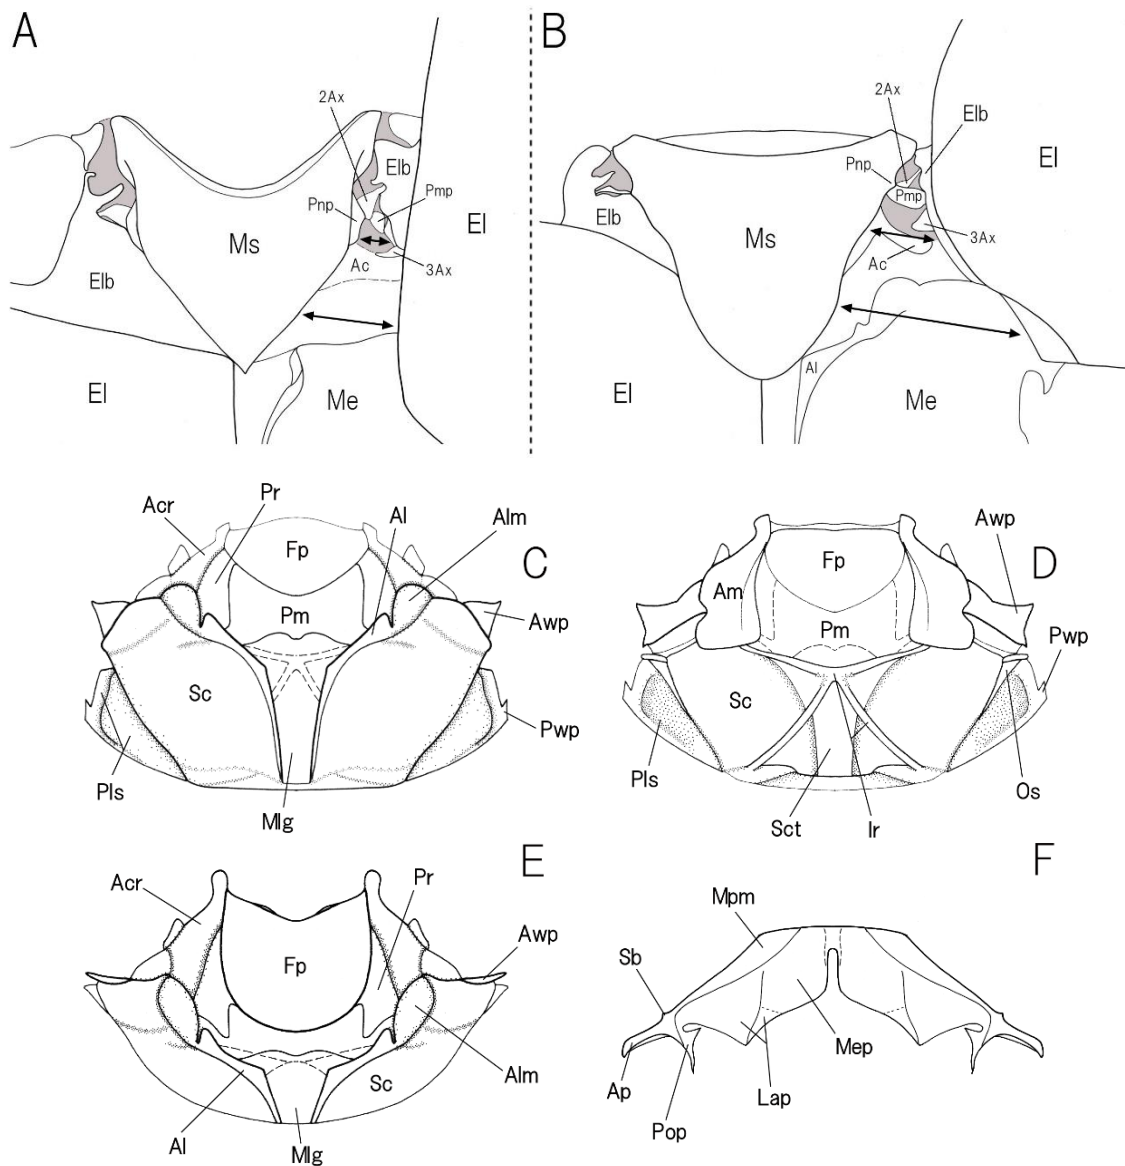 A
2Ax
Elb
Pnp
Pmp
Ms
El
3Ax
Ac
Elb
El
Me
B
2Ax
Elb
El
Pnp
Pmp
Elb
Ms
3Ax
Ac
Al
El
Me
C
Acr
Pr
Al
Alm
Fp
Pm
Awp
Sc
Pwp
Pls
Mlg
D
Awp
Fp
Am
Pm
Pwp
Sc
Pls
Os
Sct
Ir
E
Acr
Pr
Awp
Fp
Alm
Sc
Al
Mlg
F
Mpm
Sb
Mep
Ap
Lap
Pop